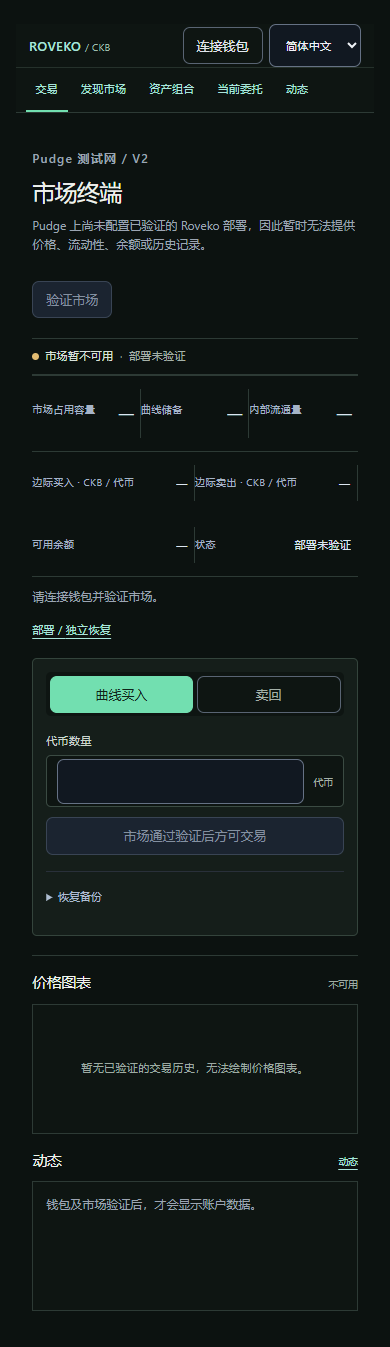 ROVEKO / CKB 连接钱包 简体中文
交易 发现市场 资产组合 当前委托 动态
Pudge 测试网 / V2
市场终端
Pudge 上尚未配置已验证的 Roveko 部署，因此暂时无法提供
价格、流动性、余额或历史记录。
验证市场
市场暂不可用 · 部署未验证
市场占用容量 — 曲线储备 — 内部流通量 —
边际买入 · CKB / 代币 — 边际卖出 · CKB / 代币 —
可用余额 — 状态 部署未验证
请连接钱包并验证市场。
部署 / 独立恢复
曲线买入 卖回
代币数量
代币
市场通过验证后方可交易
恢复备份
价格图表 不可用
暂无已验证的交易历史，无法绘制价格图表。
动态 动态
钱包及市场验证后，才会显示账户数据。